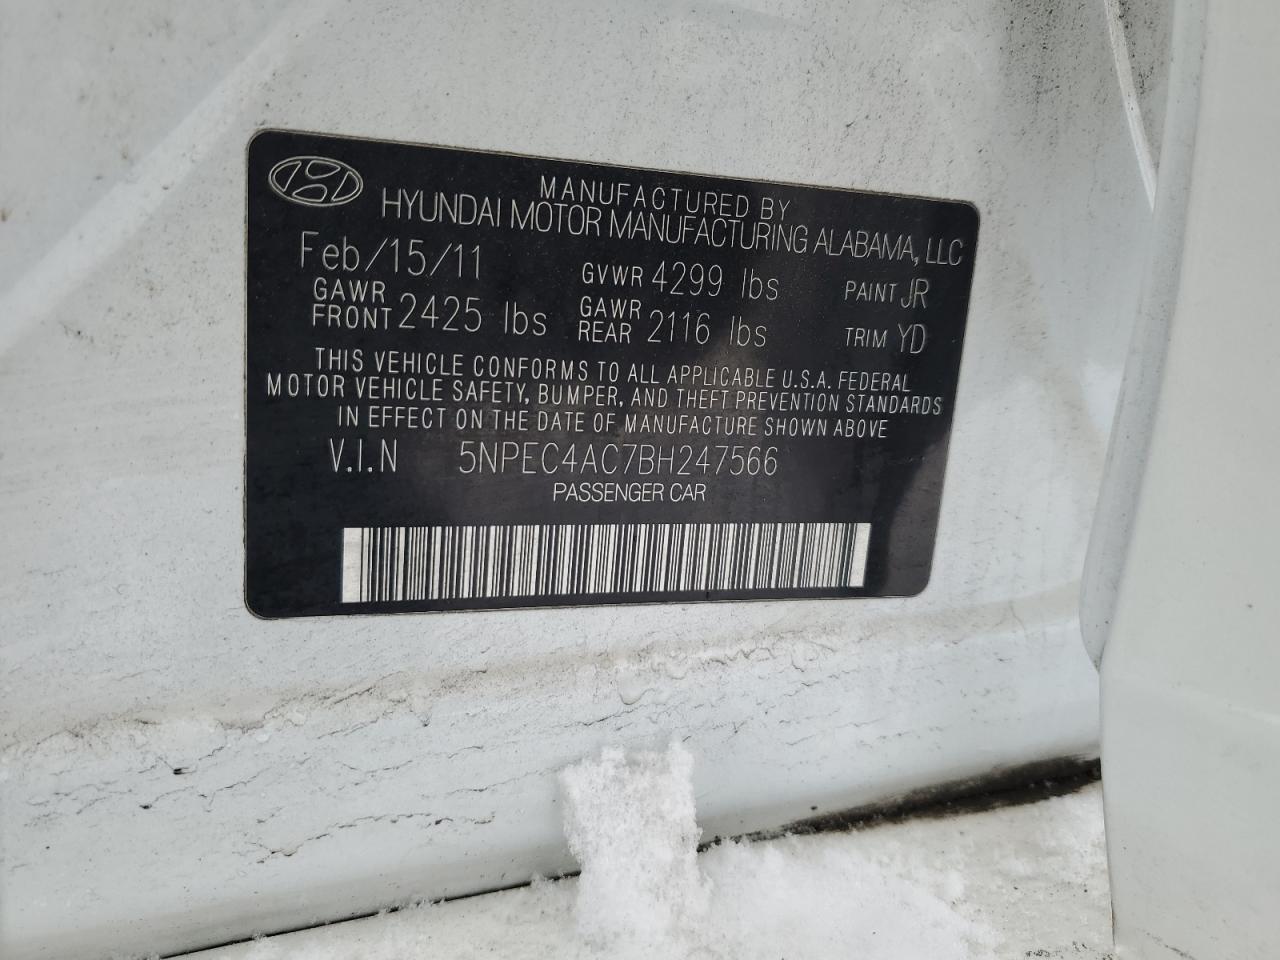 MANUFACTURED BY
HYUNDAI MOTOR MANUFACTURING ALABAMA, LLC
Feb/15/11 GVWR 4299 lbs PAINT JR
GAWR FRONT 2425 lbs GAWR REAR 2116 lbs TRIM YD
THIS VEHICLE CONFORMS TO ALL APPLICABLE U.S.A. FEDERAL
MOTOR VEHICLE SAFETY, BUMPER, AND THEFT PREVENTION STANDARDS
IN EFFECT ON THE DATE OF MANUFACTURE SHOWN ABOVE
V.I.N 5NPEC4AC7BH247566
PASSENGER CAR